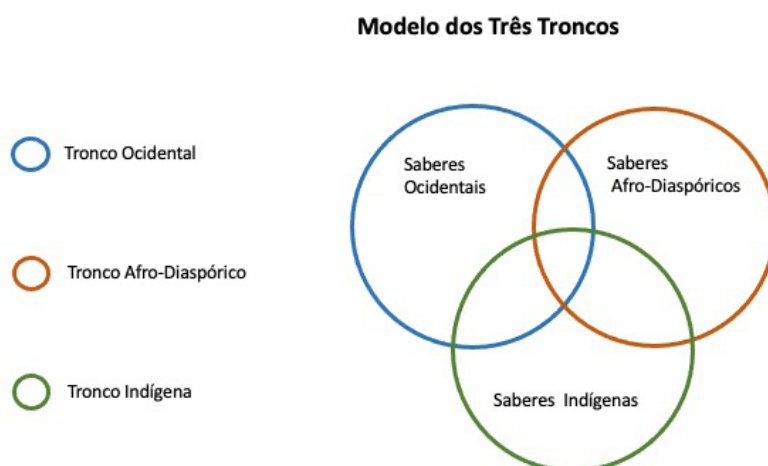 Modelo dos Três Troncos
Tronco Ocidental
Tronco Afro-Diaspórico
Tronco Indígena
Saberes
Ocidentais
Saberes
Afro-Diaspóricos
Saberes Indígenas